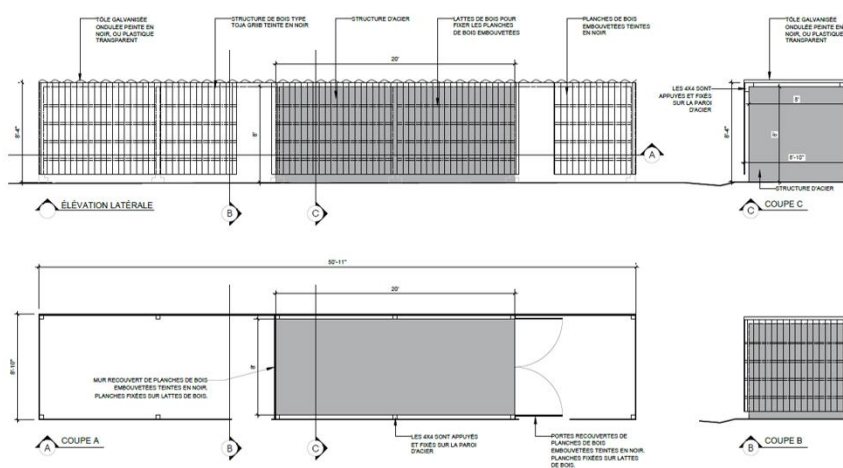 TÔLE GALVANISÉE
ONDULÉE PEINTE EN
NOIR, OU PLASTIQUE
TRANSPARENT
STRUCTURE DE BOIS TYPE
TOJA GRIB TEINTE EN NOIR
STRUCTURE D'ACIER
LATTES DE BOIS POUR
FIXER LES PLANCHES
DE BOIS EMBOUVETÉES
PLANCHES DE BOIS
EMBOUVETÉES TEINTES
EN NOIR
TÔLE GALVANISÉE
ONDULÉE PEINTE EN
NOIR, OU PLASTIQUE
TRANSPARENT
20'
8'-4"
8'
A
LES 4X4 SONT
APPUYÉS ET FIXÉS
SUR LA PAROI
D'ACIER
8'
8'-4"
8'
8'-10"
STRUCTURE D'ACIER
ÉLÉVATION LATÉRALE
B
C
C
COUPE C
50'-11"
20'
8'-10"
8'
MUR RECOUVERT DE PLANCHES DE BOIS
EMBOUVETÉES TEINTES EN NOIR.
PLANCHES FIXÉES SUR LATTES DE BOIS.
A
COUPE A
B
C
LES 4X4 SONT APPUYÉS
ET FIXÉS SUR LA PAROI
D'ACIER
PORTES RECOUVERTES DE
PLANCHES DE BOIS
EMBOUVETÉES TEINTES EN NOIR.
PLANCHES FIXÉES SUR LATTES
DE BOIS.
B
COUPE B